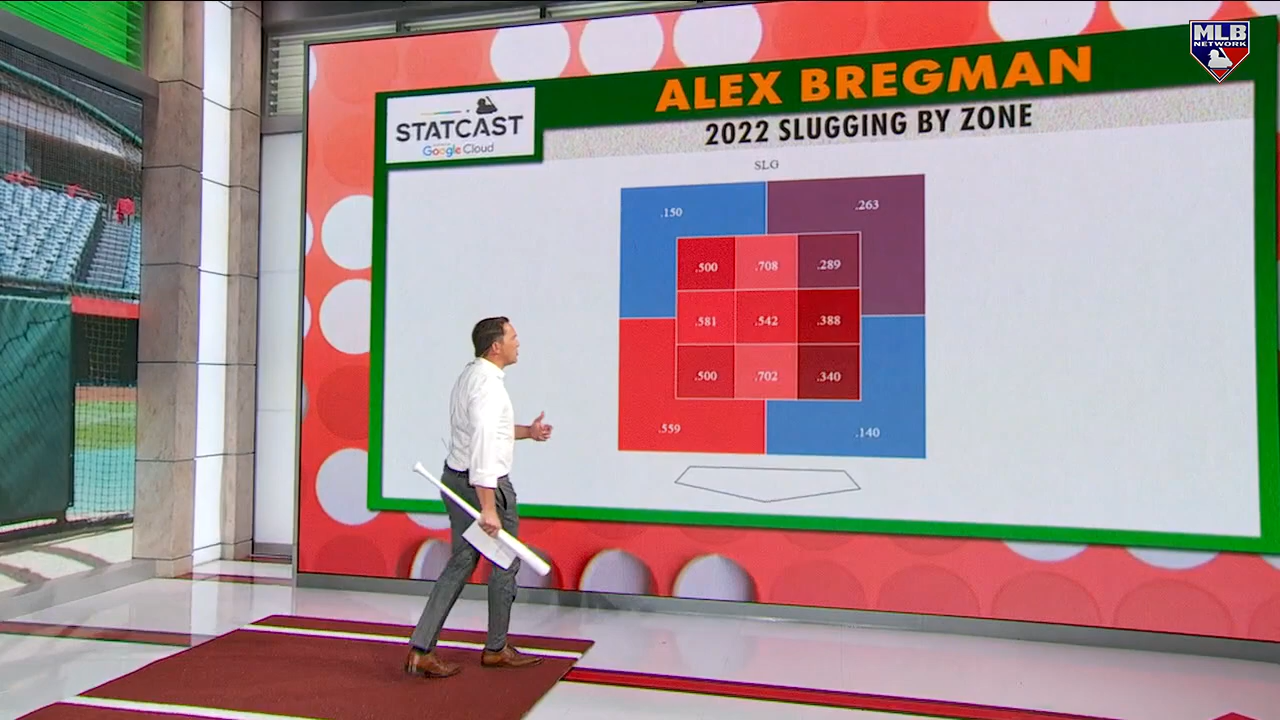 MLB
NETWORK
ALEX BREGMAN
STATCAST
Google Cloud
2022 SLUGGING BY ZONE
SLG
.150
.263
.500 .708 .289
.581 .542 .388
.500 .702 .340
.559
.140